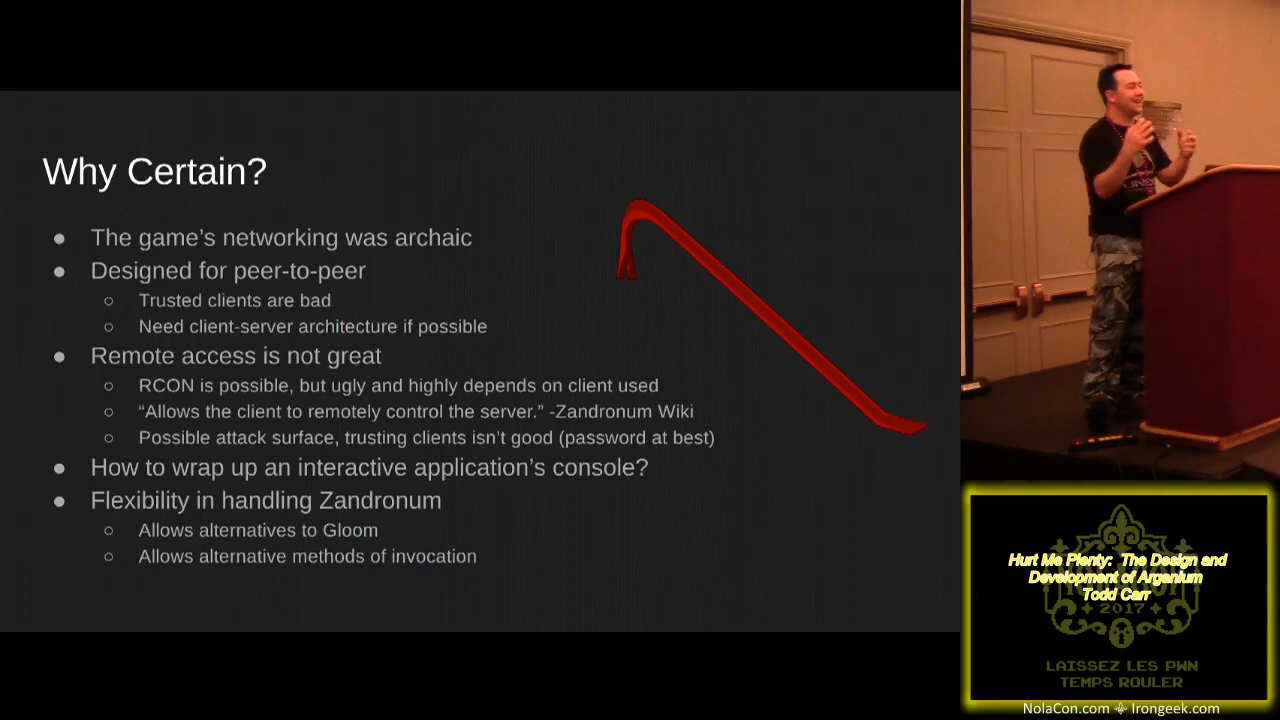 Why Certain?
● The game's networking was archaic
● Designed for peer-to-peer
○ Trusted clients are bad
○ Need client-server architecture if possible
● Remote access is not great
○ RCON is possible, but ugly and highly depends on client used
○ “Allows the client to remotely control the server.” -Zandronum Wiki
○ Possible attack surface, trusting clients isn't good (password at best)
● How to wrap up an interactive application's console?
● Flexibility in handling Zandronum
○ Allows alternatives to Gloom
○ Allows alternative methods of invocation
Hurt Me Plenty: The Design and
Development of Arganium
Todd Carr
2017
LAISSEZ LES PWN
TEMPS ROULER
NolaCon.com ⚜ Irongeek.com